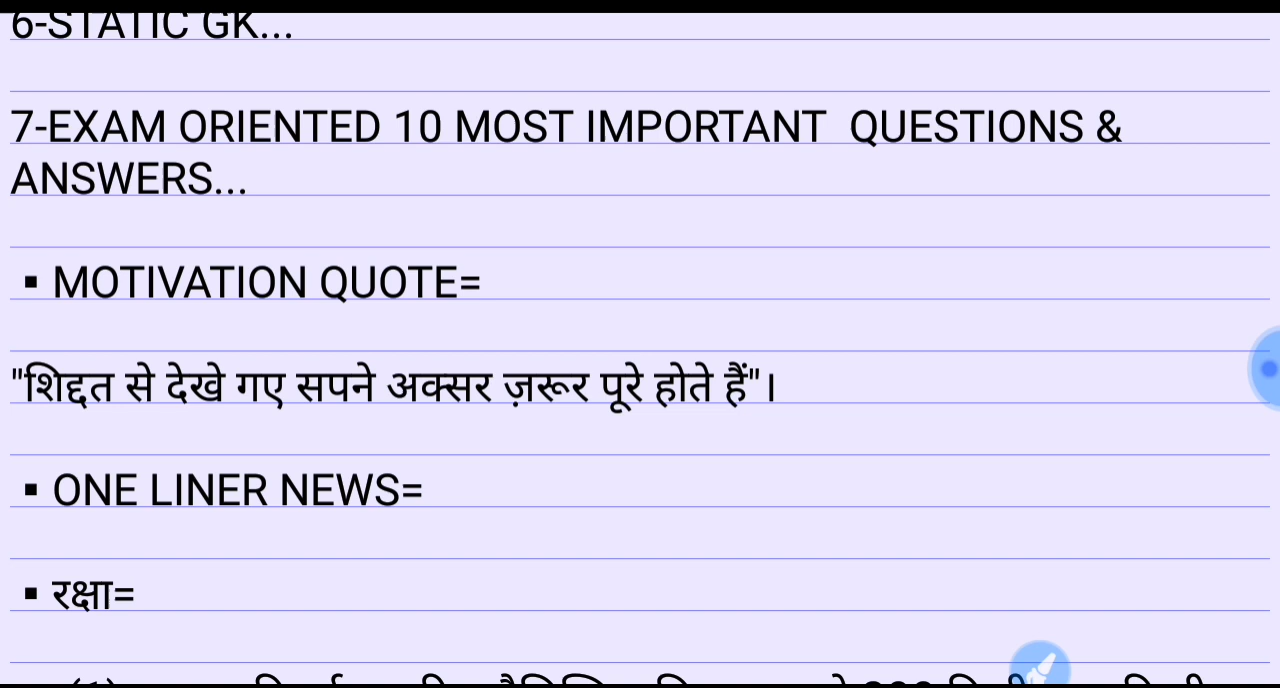 6-STATIC GK...
7-EXAM ORIENTED 10 MOST IMPORTANT QUESTIONS &
ANSWERS...
▪ MOTIVATION QUOTE=
"शिद्दत से देखे गए सपने अक्सर ज़रूर पूरे होते हैं"।
▪ ONE LINER NEWS=
▪ रक्षा=